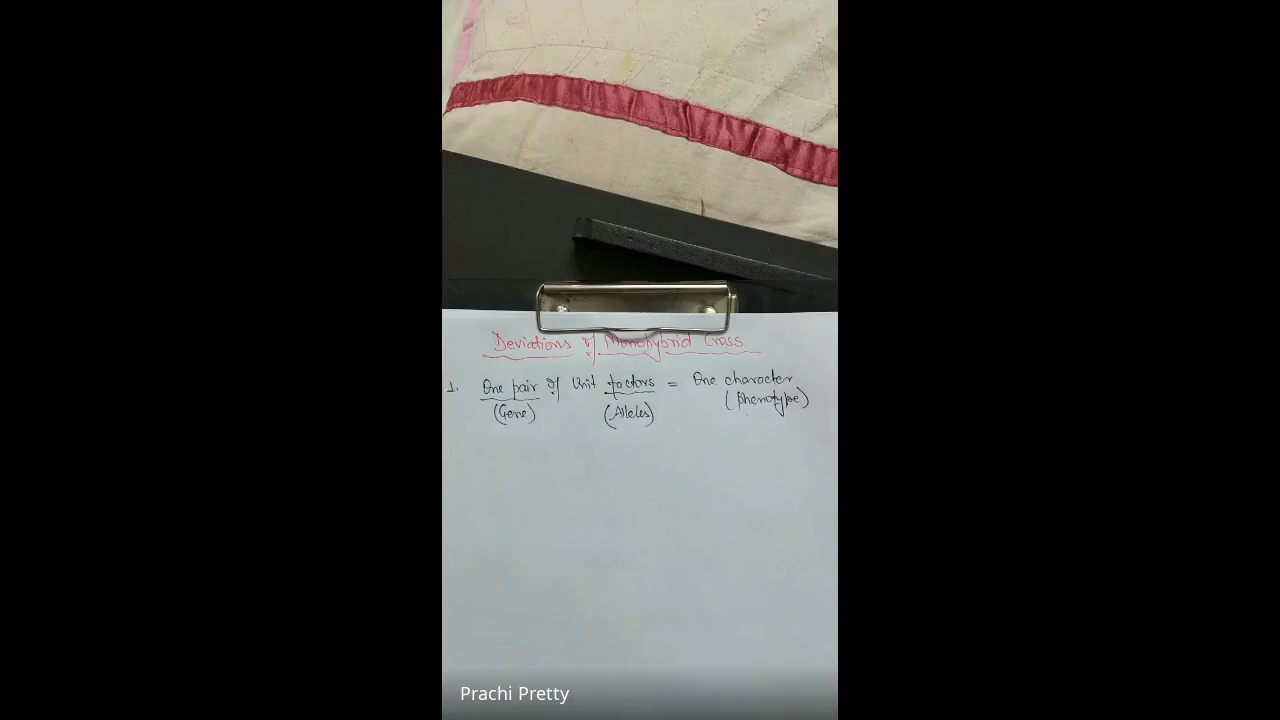 Deviations of Monohybrid Cross
1. One pair of Unit factors = One character
(Gene) (Alleles) (Phenotype)
Prachi Pretty